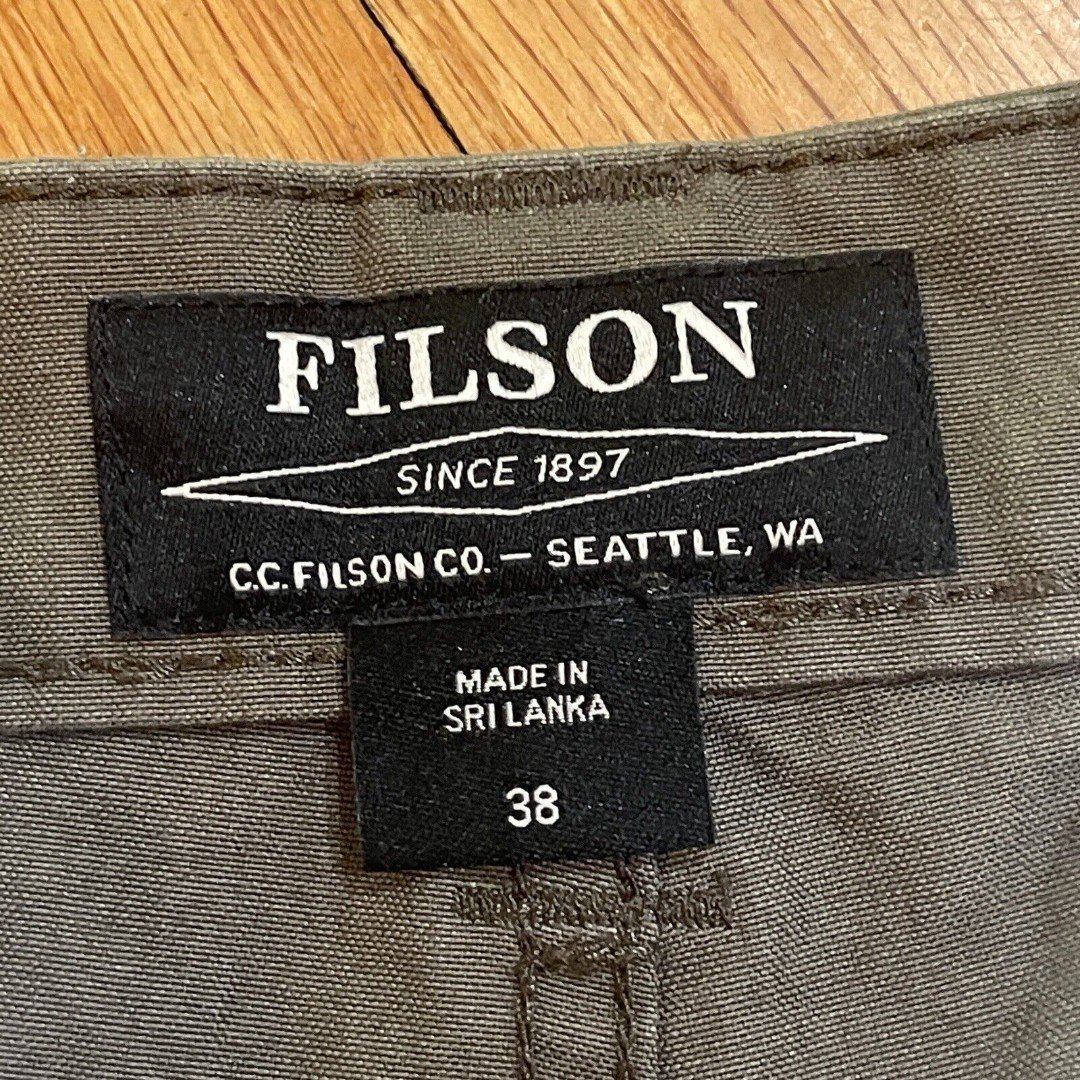 FILSON
SINCE 1897
C.C. FILSON CO. — SEATTLE, WA
MADE IN
SRI LANKA
38